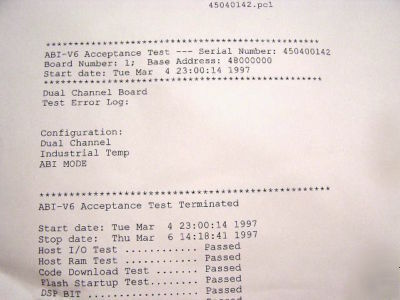 45040142.pcl
**********************************************
ABI-V6 Acceptance Test --- Serial Number: 450400142
Board Number: 1;  Base Address: 48000000
Start date: Tue Mar  4 23:00:14 1997
**********************************************
Dual Channel Board
Test Error Log:
Configuration:
Dual Channel
Industrial Temp
ABI MODE
**********************************************
ABI-V6 Acceptance Test Terminated
Start date: Tue Mar  4 23:00:14 1997
Stop date:  Thu Mar  6 14:18:41 1997
Host I/O Test ............ Passed
Host Ram Test ............ Passed
Code Download Test ....... Passed
Flash Startup Test........ Passed
DSP BIT .................. Passed
Passed